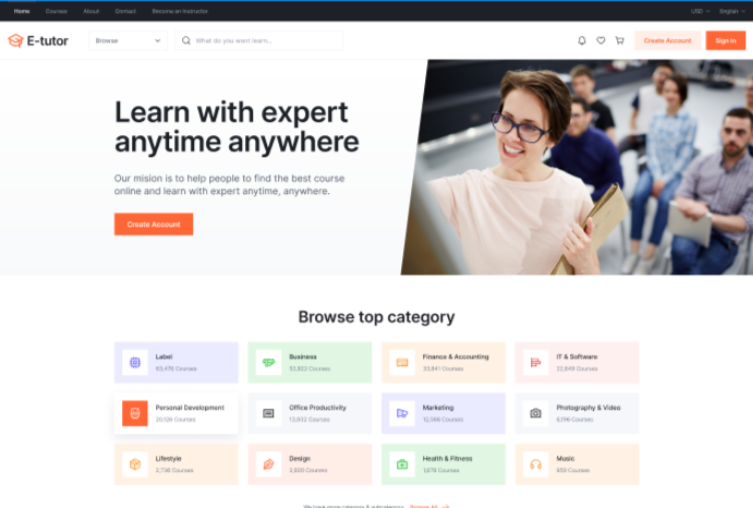 Home Courses About Contact Become an Instructor USD English
E-tutor Browse What do you want learn... Create Account Sign In
Learn with expert
anytime anywhere
Our mision is to help people to find the best course
online and learn with expert anytime, anywhere.
Create Account
Browse top category
Label Business Finance & Accounting IT & Software
63,476 Courses 52,822 Courses 33,841 Courses 22,649 Courses
Personal Development Office Productivity Marketing Photography & Video
20,126 Courses 13,932 Courses 12,068 Courses 6,196 Courses
Lifestyle Design Health & Fitness Music
2,736 Courses 2,600 Courses 1,678 Courses 959 Courses
We have more category & subcategory. Browse All